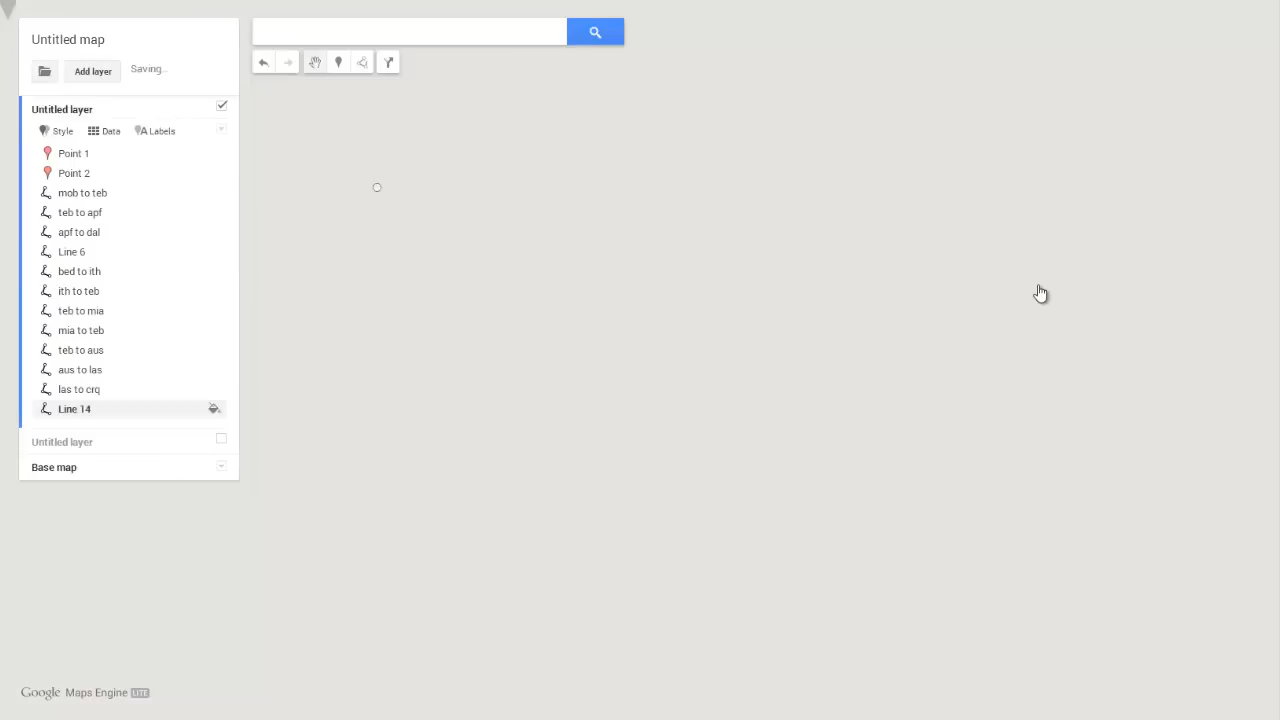 Untitled map
Add layer
Saving...
Untitled layer
Style
Data
A Labels
Point 1
Point 2
mob to teb
teb to apf
apf to dal
Line 6
bed to ith
ith to teb
teb to mia
mia to teb
teb to aus
aus to las
las to crq
Line 14
Untitled layer
Base map
Google Maps Engine LITE